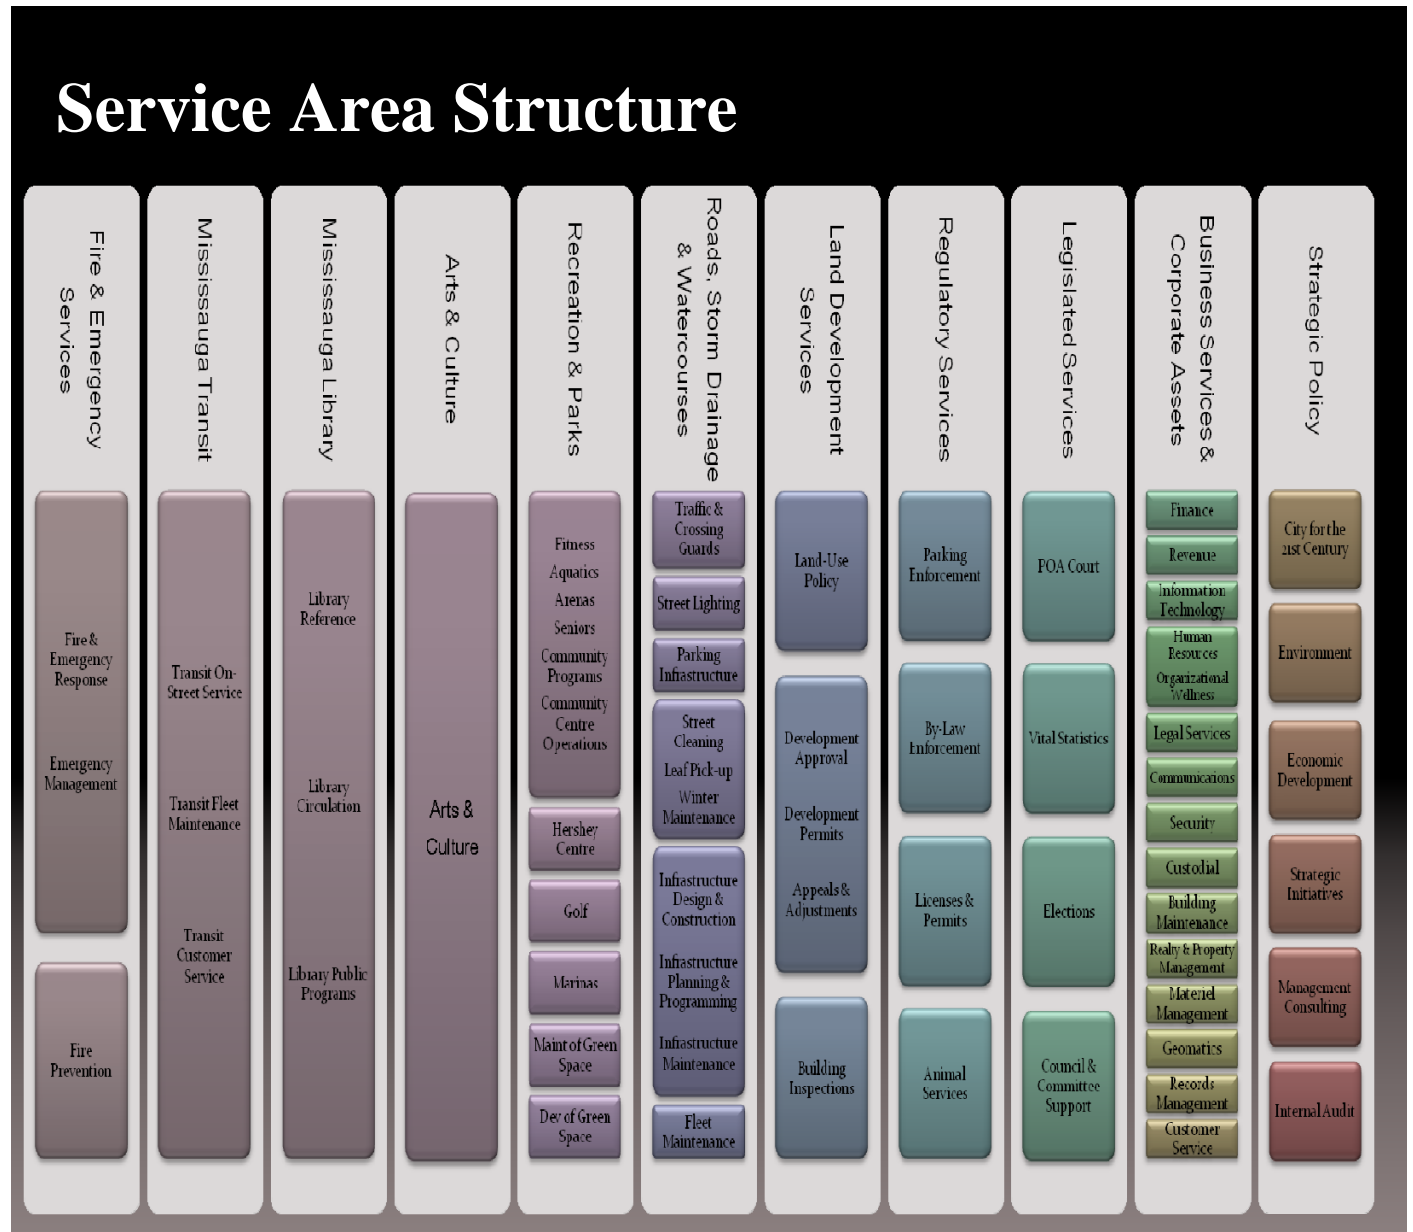 Service Area Structure
Fire & Emergency
Services
Fire &
Emergency
Response
Emergency
Management
Fire
Prevention
Mississauga Transit
Transit On-
Street Service
Transit Fleet
Maintenance
Transit
Customer
Service
Mississauga Library
Library
Reference
Library
Circulation
Library Public
Programs
Arts & Culture
Arts &
Culture
Recreation & Parks
Fitness
Aquatics
Arenas
Seniors
Community
Programs
Community
Centre
Operations
Hershey
Centre
Golf
Marinas
Maint of Green
Space
Dev of Green
Space
Roads, Storm Drainage
& Watercourses
Traffic &
Crossing
Guards
Street Lighting
Parking
Infrastructure
Street
Cleaning
Leaf Pick-up
Winter
Maintenance
Infrastructure
Design &
Construction
Infrastructure
Planning &
Programming
Infrastructure
Maintenance
Fleet
Maintenance
Land Development
Services
Land-Use
Policy
Development
Approval
Development
Permits
Appeals &
Adjustments
Building
Inspections
Regulatory Services
Parking
Enforcement
By-Law
Enforcement
Licenses &
Permits
Animal
Services
Legislated Services
POA Court
Vital Statistics
Elections
Council &
Committee
Support
Business Services &
Corporate Assets
Finance
Revenue
Information
Technology
Human
Resources
Organizational
Wellness
Legal Services
Communicaions
Security
Custodial
Building
Maintenance
Realty & Property
Management
Materiel
Management
Geomatics
Records
Management
Customer
Service
Strategic Policy
City for the
21st Century
Environment
Economic
Development
Strategic
Initiatives
Management
Consulting
Internal Audit